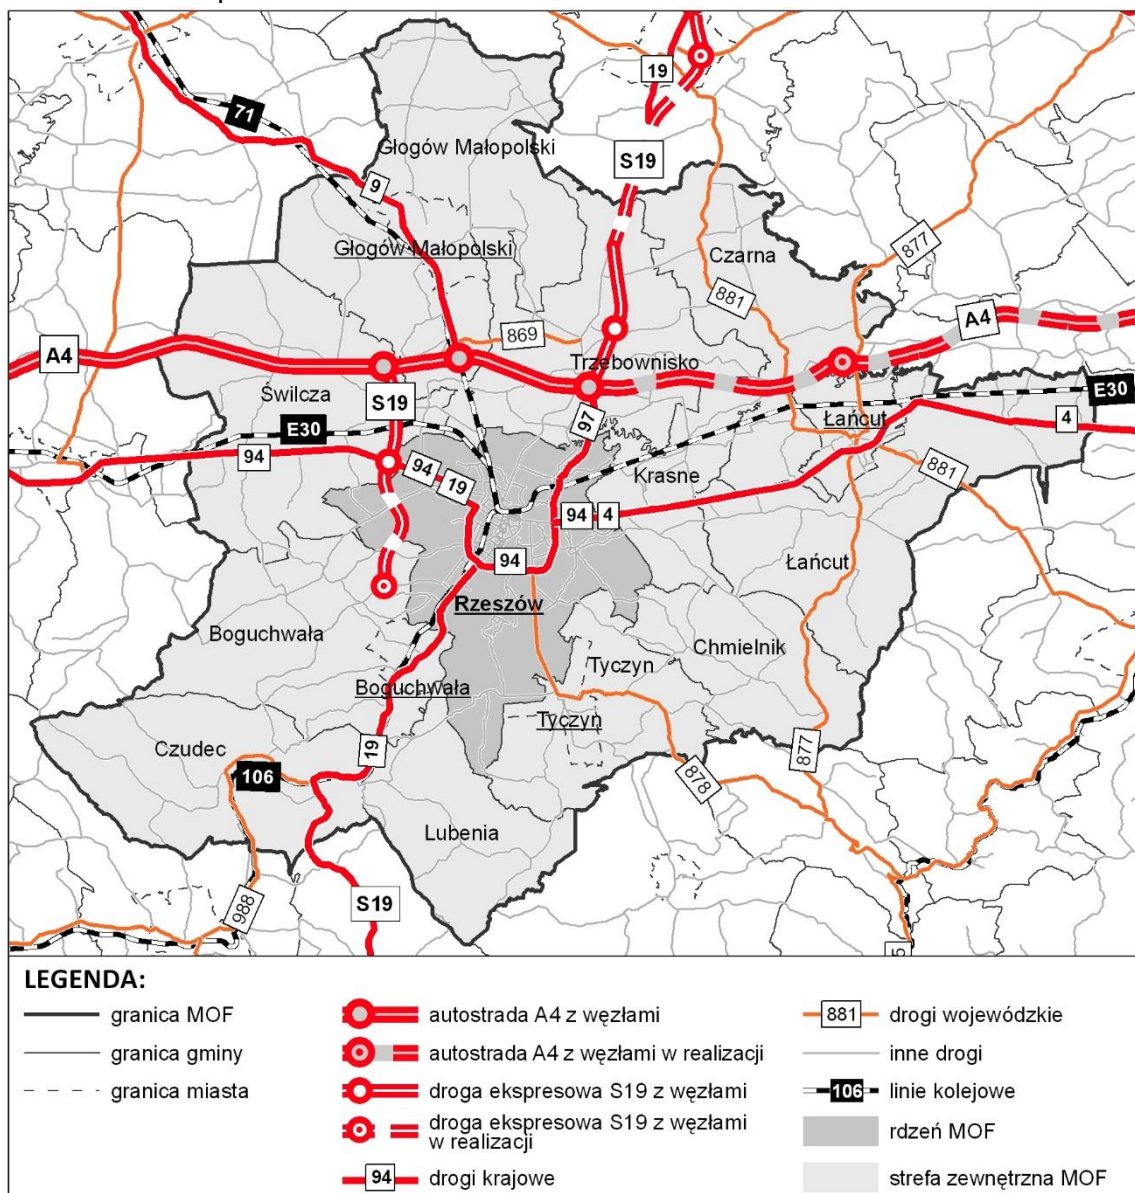 19
71
S19
Głogów Małopolski
9
877
Głogów Małopolski
Czarna
881
A4
869
A4
Trzebownisko
Świlcza
S19
E30
E30
97
Łańcut
4
94
94
19
Krasne
881
94
4
94
Łańcut
Rzeszów
Boguchwała
Chmielnik
Tyczyn
Boguchwała
Tyczyn
Czudec
19
877
106
878
Lubenia
988
S19
5
LEGENDA:
granica MOF
granica gminy
granica miasta
autostrada A4 z węzłami
autostrada A4 z węzłami w realizacji
droga ekspresowa S19 z węzłami
droga ekspresowa S19 z węzłami
w realizacji
94 drogi krajowe
881 drogi wojewódzkie
inne drogi
106 linie kolejowe
rdzeń MOF
strefa zewnętrzna MOF